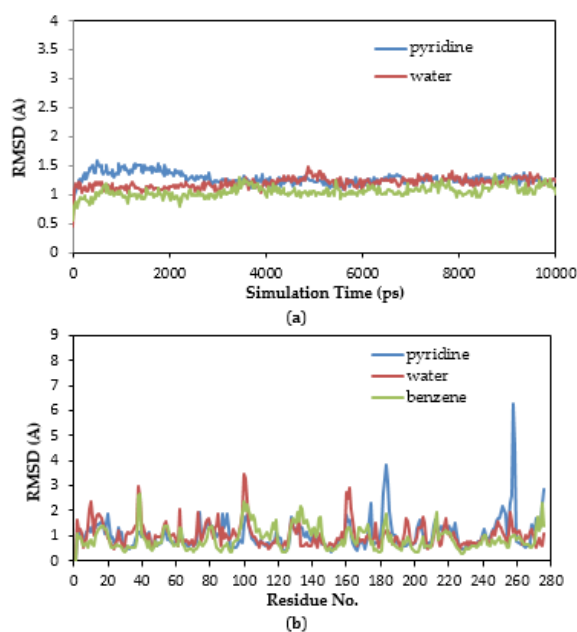 4
3.5
3
2.5
2
1.5
1
0.5
0
RMSD (A)
pyridine
water
0 2000 4000 6000 8000 10000
Simulation Time (ps)
(a)
9
8
7
6
5
4
3
2
1
0
RMSD (A)
pyridine
water
benzene
0 20 40 60 80 100 120 140 160 180 200 220 240 260 280
Residue No.
(b)